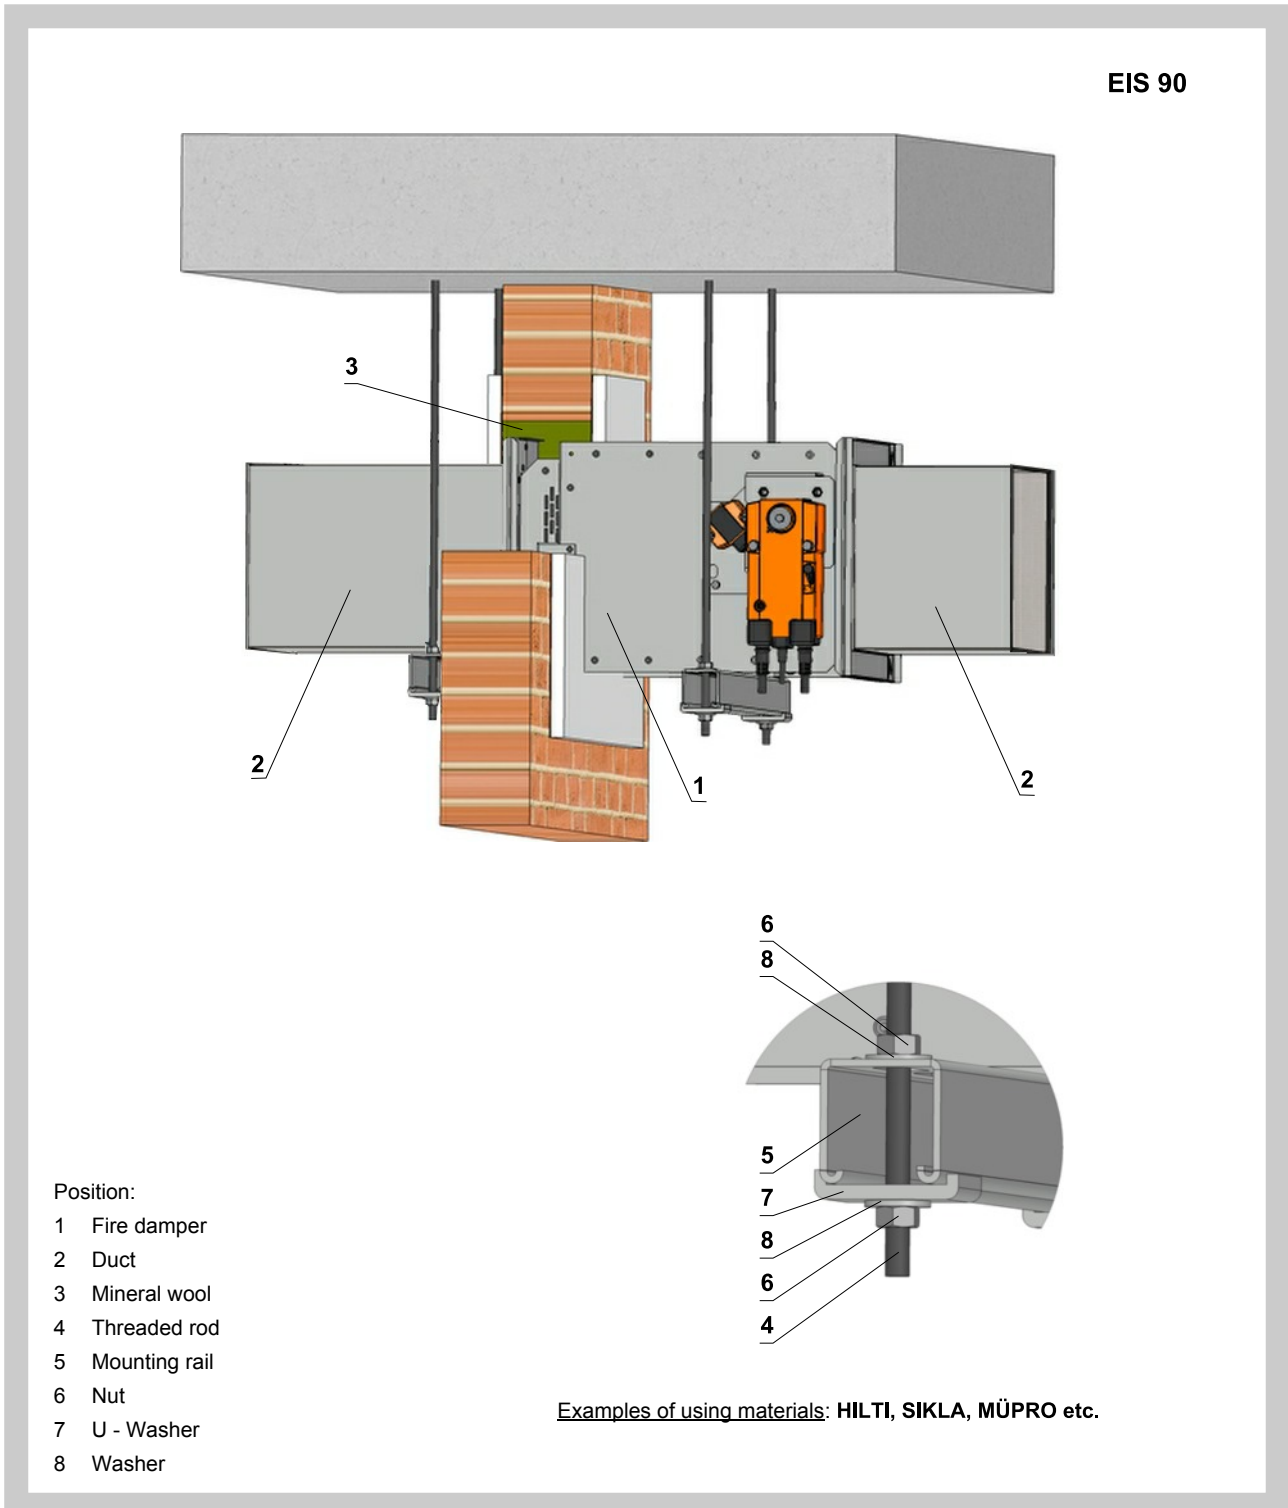 EIS 90
3
2
1
2
6
8
5
7
8
6
4
Position:
1 Fire damper
2 Duct
3 Mineral wool
4 Threaded rod
5 Mounting rail
6 Nut
7 U - Washer
8 Washer
Examples of using materials: HILTI, SIKLA, MÜPRO etc.